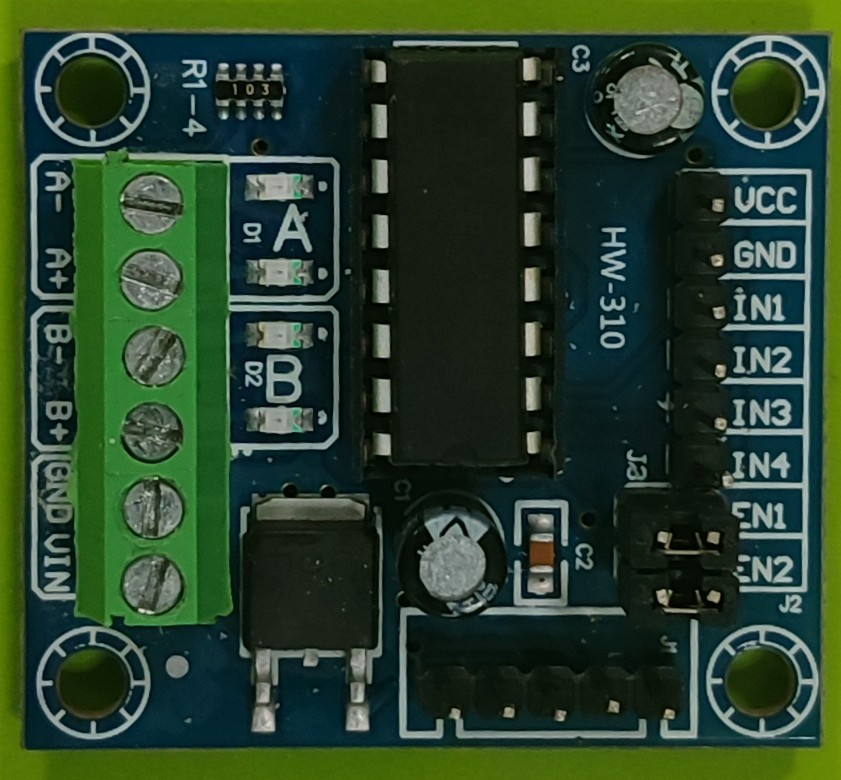 R1-4
103
C3
A-
A+
B-
B+
GND
VIN
D1
A
D2
B
HW-310
VCC
GND
IN1
IN2
IN3
IN4
EN1
EN2
J3
J2
C1
C2
J1